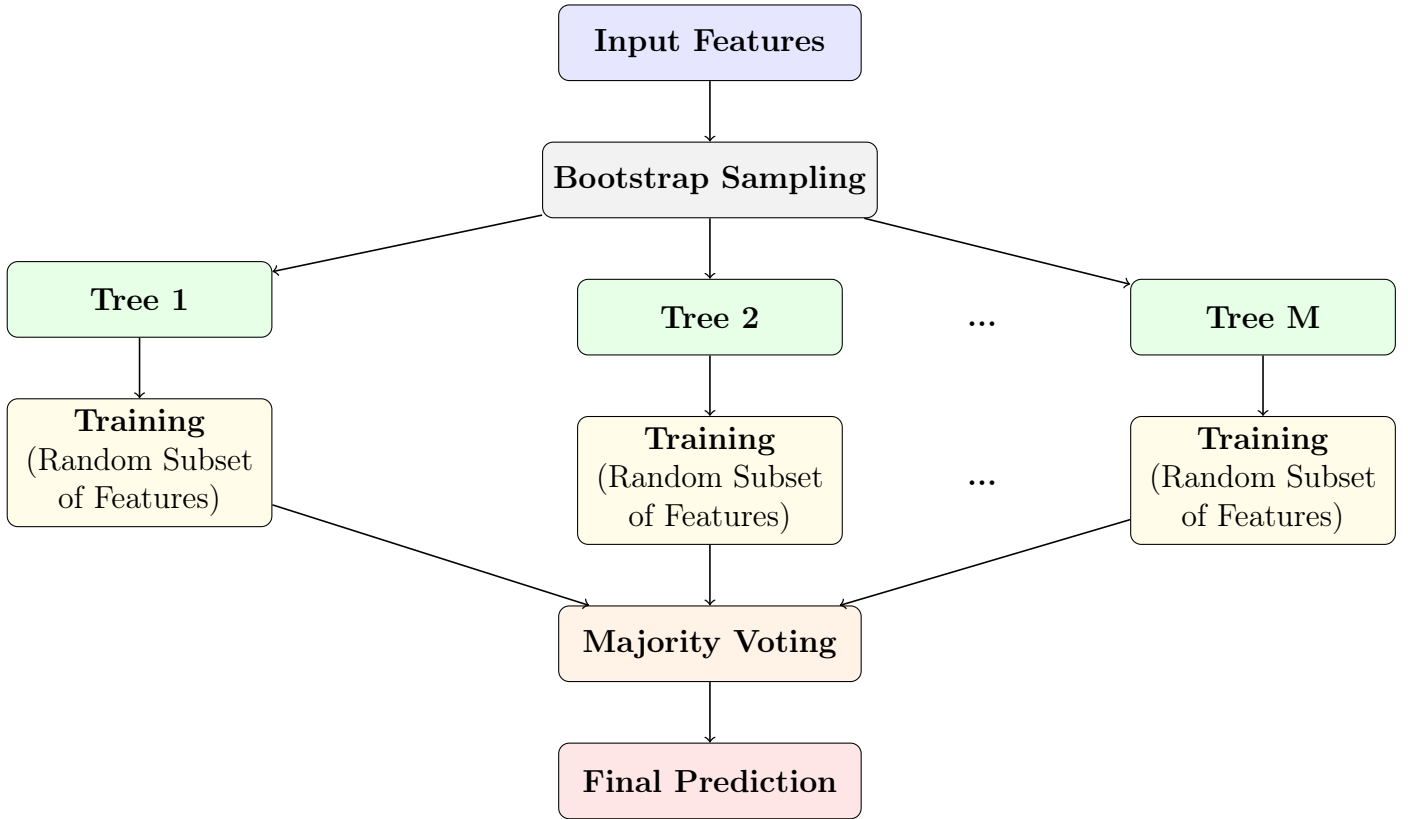 Input Features
Bootstrap Sampling
Tree 1
Tree 2
...
Tree M
Training
(Random Subset
of Features)
Training
(Random Subset
of Features)
...
Training
(Random Subset
of Features)
Majority Voting
Final Prediction